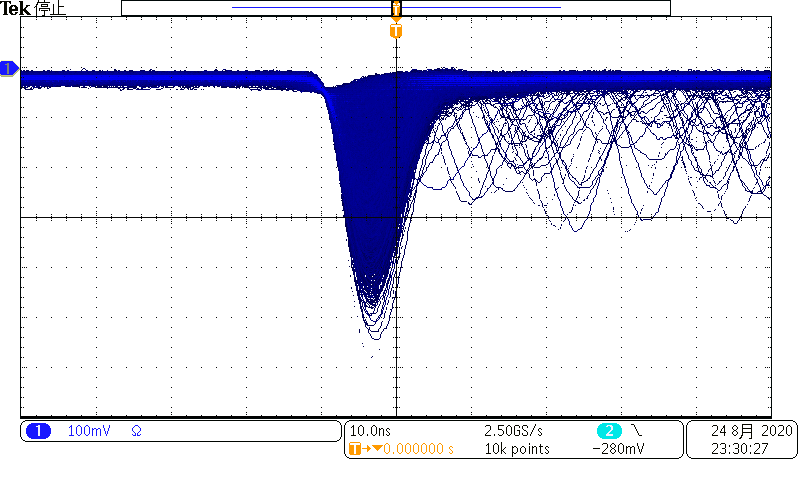 Tek 停止
T
T
1
1 100mV Ω
10.0ns 2.50GS/s 2
T→▼0.000000 s 10k points −280mV
24 8月 2020
23:30:27